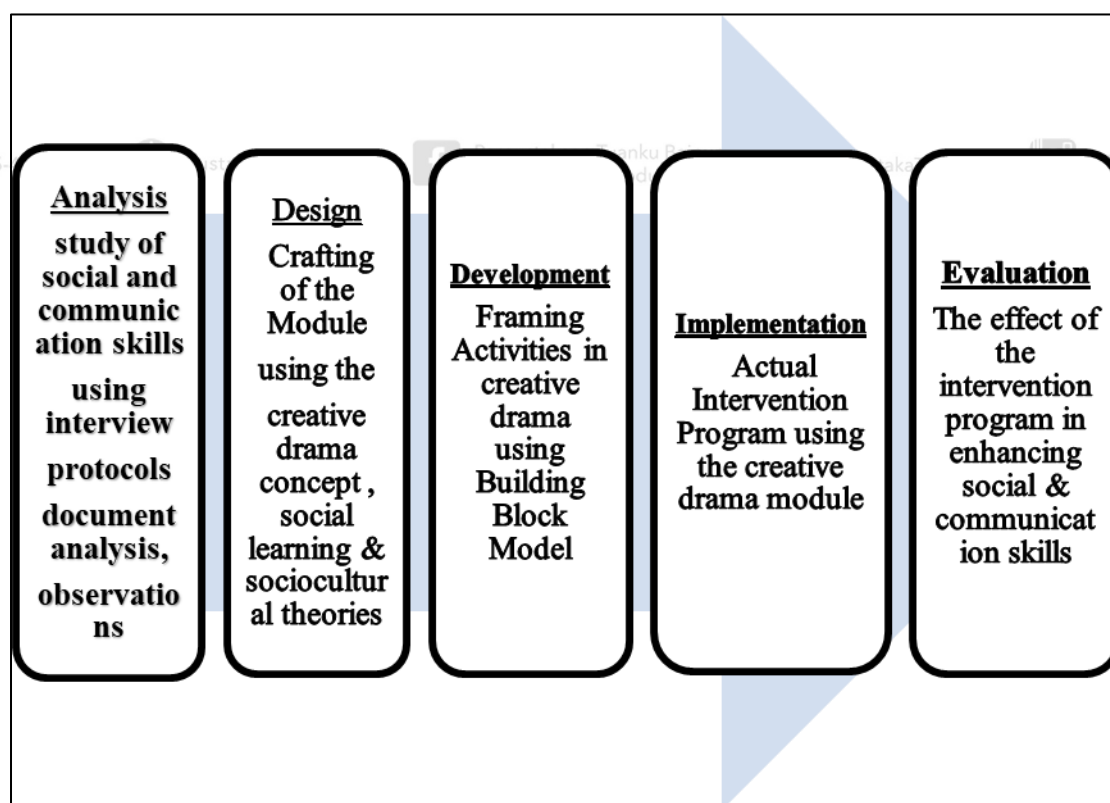 Analysis
study of
social and
communic
ation skills
using
interview
protocols
document
analysis,
observatio
ns
Design
Crafting
of the
Module
using the
creative
drama
concept ,
social
learning &
sociocultur
al theories
Development
Framing
Activities in
creative
drama
using
Building
Block
Model
Implementation
Actual
Intervention
Program using
the creative
drama module
Evaluation
The effect of
the
intervention
program in
enhancing
social &
communicat
ion skills